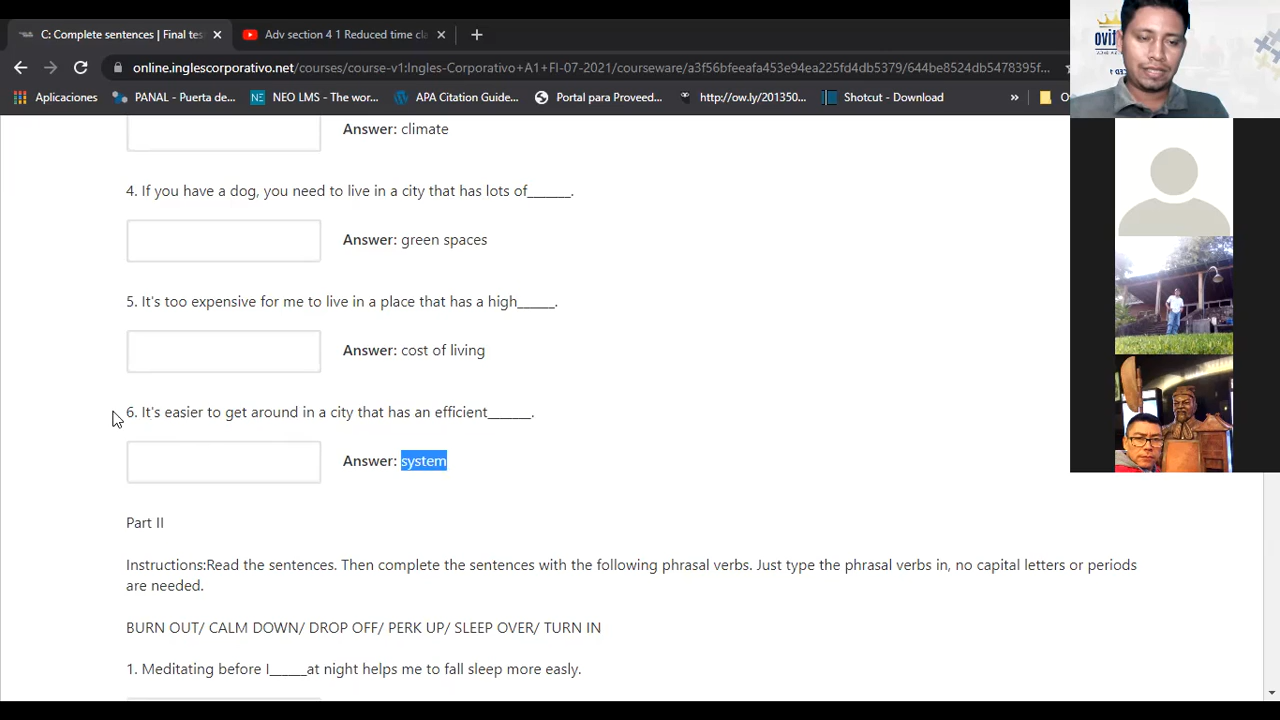 C: Complete sentences | Final tes
Adv section 4 1 Reduced time cla
online.inglescorporativo.net/courses/course-v1:Ingles-Corporativo+A1+FI-07-2021/courseware/a3f56bfeefa453e94ea225fd4db5379/644be8524db5478395f...
Aplicaciones
PANAL - Puerta de...
NEO LMS - The wor...
APA Citation Guide...
Portal para Proveed...
http://ow.ly/201350...
Shotcut - Download
»
Answer: climate
4. If you have a dog, you need to live in a city that has lots of______.
Answer: green spaces
5. It's too expensive for me to live in a place that has a high_____.
Answer: cost of living
6. It's easier to get around in a city that has an efficient______.
Answer: system
Part II
Instructions:Read the sentences. Then complete the sentences with the following phrasal verbs. Just type the phrasal verbs in, no capital letters or periods
are needed.
BURN OUT/ CALM DOWN/ DROP OFF/ PERK UP/ SLEEP OVER/ TURN IN
1. Meditating before I_____at night helps me to fall sleep more easly.